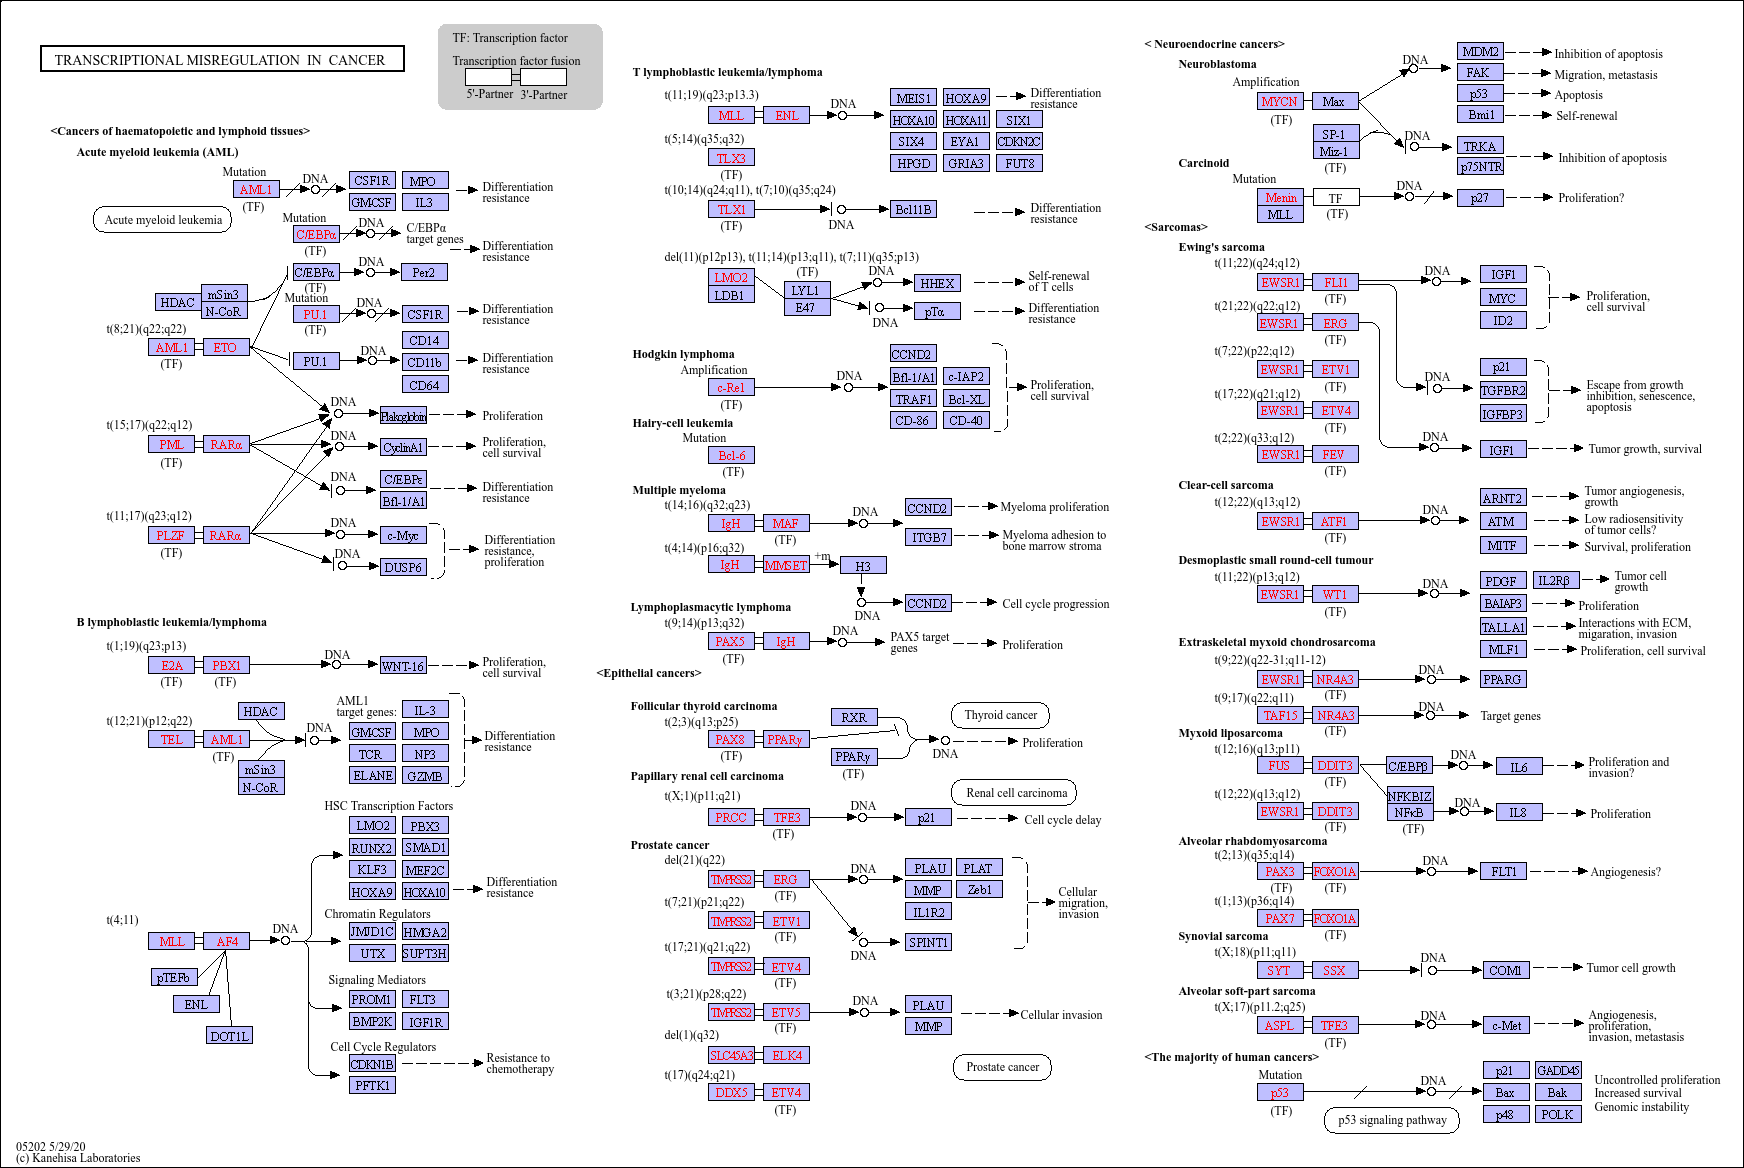 TRANSCRIPTIONAL MISREGULATION IN CANCER
TF: Transcription factor
Transcription factor fusion
5'-Partner 3'-Partner
<Cancers of haematopoietic and lymphoid tissues>
Acute myeloid leukemia (AML)
Mutation
AML1
(TF)
DNA
CSF1R MPO
GMCSF IL3
Differentiation
resistance
Acute myeloid leukemia
Mutation
C/EBPα
(TF)
DNA
C/EBPα
target genes
Differentiation
resistance
HDAC
mSin3
N-CoR
C/EBPα
(TF)
DNA
Per2
Mutation
PU.1
(TF)
DNA
CSF1R
Differentiation
resistance
t(8;21)(q22;q22)
AML1 ETO
(TF)
PU.1
DNA
CD14
CD11b
CD64
Differentiation
resistance
DNA
Plakoglobin
Proliferation
t(15;17)(q22;q12)
PML RARα
(TF)
DNA
CyclinA1
Proliferation,
cell survival
DNA
C/EBPε
Bfl-1/A1
Differentiation
resistance
t(11;17)(q23;q12)
PLZF RARα
(TF)
DNA
c-Myc
DNA
DUSP6
Differentiation
resistance,
proliferation
B lymphoblastic leukemia/lymphoma
t(1;19)(q23;p13)
E2A PBX1
(TF) (TF)
DNA
WNT-16
Proliferation,
cell survival
t(12;21)(p12;q22)
TEL AML1
(TF)
HDAC
mSin3
N-CoR
DNA
AML1
target genes:
IL-3
GMCSF MPO
TCR NP3
ELANE GZMB
Differentiation
resistance
HSC Transcription Factors
LMO2 PBX3
RUNX2 SMAD1
KLF3 MEF2C
HOXA9 HOXA10
Differentiation
resistance
t(4;11)
MLL AF4
DNA
pTEFb
ENL
DOT1L
Chromatin Regulators
JMJD1C HMGA2
UTX SUPT3H
Signaling Mediators
PROM1 FLT3
BMP2K IGF1R
Cell Cycle Regulators
CDKN1B
PFTK1
Resistance to
chemotherapy
05202 5/29/20
(c) Kanehisa Laboratories
T lymphoblastic leukemia/lymphoma
t(11;19)(q23;p13.3)
MLL ENL
DNA
MEIS1 HOXA9
HOXA10 HOXA11 SIX1
SIX4 EYA1 CDKN2C
HPGD GRIA3 FUT8
Differentiation
resistance
t(5;14)(q35;q32)
TLX3
(TF)
t(10;14)(q24;q11), t(7;10)(q35;q24)
TLX1
(TF)
DNA
Bcl11B
Differentiation
resistance
del(11)(p12p13), t(11;14)(p13;q11), t(7;11)(q35;p13)
LMO2
LDB1
(TF)
LYL1
E47
DNA
HHEX
Self-renewal
of T cells
DNA
pTα
Differentiation
resistance
Hodgkin lymphoma
Amplification
c-Rel
(TF)
DNA
CCND2
Bfl-1/A1 c-IAP2
TRAF1 Bcl-XL
CD-86 CD-40
Proliferation,
cell survival
Hairy-cell leukemia
Mutation
Bcl-6
(TF)
Multiple myeloma
t(14;16)(q32;q23)
IgH MAF
(TF)
DNA
CCND2
Myeloma proliferation
ITGB7
Myeloma adhesion to
bone marrow stroma
t(4;14)(p16;q32)
IgH MMSET
+m
H3
DNA
CCND2
Cell cycle progression
Lymphoplasmacytic lymphoma
t(9;14)(p13;q32)
PAX5 IgH
(TF)
DNA
PAX5 target
genes
Proliferation
<Epithelial cancers>
Follicular thyroid carcinoma
t(2;3)(q13;p25)
PAX8 PPARγ
(TF) (TF)
RXR
PPARγ
(TF)
DNA
Thyroid cancer
Proliferation
Papillary renal cell carcinoma
t(X;1)(p11;q21)
PRCC TFE3
(TF)
DNA
p21
Renal cell carcinoma
Cell cycle delay
Prostate cancer
del(21)(q22)
TMPRSS2 ERG
(TF)
DNA
PLAU PLAT
MMP Zeb1
IL1R2
DNA
SPINT1
Cellular
migration,
invasion
t(7;21)(p21;q22)
TMPRSS2 ETV1
(TF)
t(17;21)(q21;q22)
TMPRSS2 ETV4
(TF)
t(3;21)(p28;q22)
TMPRSS2 ETV5
(TF)
DNA
PLAU
MMP
Cellular invasion
del(1)(q32)
SLC45A3 ELK4
t(17)(q24;q21)
DDX5 ETV4
(TF)
Prostate cancer
< Neuroendocrine cancers>
Neuroblastoma
Amplification
MYCN Max
(TF)
SP-1
Miz-1
(TF)
DNA
MDM2
Inhibition of apoptosis
FAK
Migration, metastasis
p53
Apoptosis
Bmi1
Self-renewal
DNA
TRKA
p75NTR
Inhibition of apoptosis
Carcinoid
Mutation
Menin
MLL
TF
(TF)
DNA
p27
Proliferation?
<Sarcomas>
Ewing's sarcoma
t(11;22)(q24;q12)
EWSR1 FLI1
(TF)
DNA
IGF1
MYC
ID2
Proliferation,
cell survival
t(21;22)(q22;q12)
EWSR1 ERG
(TF)
t(7;22)(p22;q12)
EWSR1 ETV1
(TF)
DNA
p21
TGFBR2
IGFBP3
Escape from growth
inhibition, senescence,
apoptosis
t(17;22)(q21;q12)
EWSR1 ETV4
(TF)
t(2;22)(q33;q12)
EWSR1 FEV
(TF)
DNA
IGF1
Tumor growth, survival
Clear-cell sarcoma
t(12;22)(q13;q12)
EWSR1 ATF1
(TF)
DNA
ARNT2
Tumor angiogenesis,
growth
ATM
Low radiosensitivity
of tumor cells?
MITF
Survival, proliferation
Desmoplastic small round-cell tumour
t(11;22)(p13;q12)
EWSR1 WT1
(TF)
DNA
PDGF IL2Rβ
Tumor cell
growth
BAIAP3
Proliferation
TALLA1
Interactions with ECM,
migaration, invasion
MLF1
Proliferation, cell survival
Extraskeletal myxoid chondrosarcoma
t(9;22)(q22-31;q11-12)
EWSR1 NR4A3
(TF)
DNA
PPARG
t(9;17)(q22;q11)
TAF15 NR4A3
(TF)
DNA
Target genes
Myxoid liposarcoma
t(12;16)(q13;p11)
FUS DDIT3
(TF)
C/EBPβ
DNA
IL6
Proliferation and
invasion?
t(12;22)(q13;q12)
EWSR1 DDIT3
(TF)
NFKBIZ
NFκB
(TF)
DNA
IL8
Proliferation
Alveolar rhabdomyosarcoma
t(2;13)(q35;q14)
PAX3 FOXO1A
(TF) (TF)
DNA
FLT1
Angiogenesis?
t(1;13)(p36;q14)
PAX7 FOXO1A
(TF) (TF)
Synovial sarcoma
t(X;18)(p11;q11)
SYT SSX
(TF)
DNA
COM1
Tumor cell growth
Alveolar soft-part sarcoma
t(X;17)(p11.2;q25)
ASPL TFE3
(TF)
DNA
c-Met
Angiogenesis,
proliferation,
invasion, metastasis
<The majority of human cancers>
Mutation
p53
(TF)
DNA
p21 GADD45
Bax Bak
p48 POLK
Uncontrolled proliferation
Increased survival
Genomic instability
p53 signaling pathway